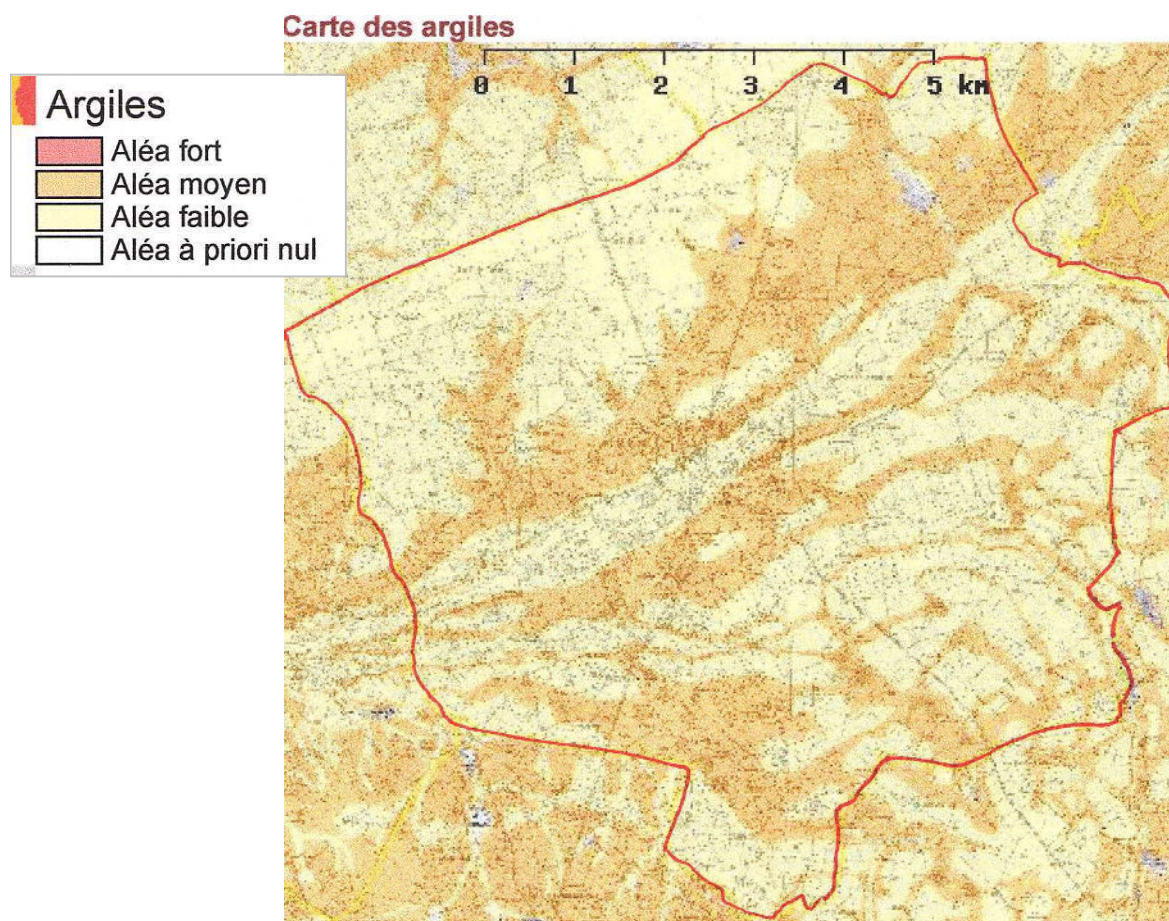 Carte des argiles
0 1 2 3 4 5 km
Argiles
Aléa fort
Aléa moyen
Aléa faible
Aléa à priori nul